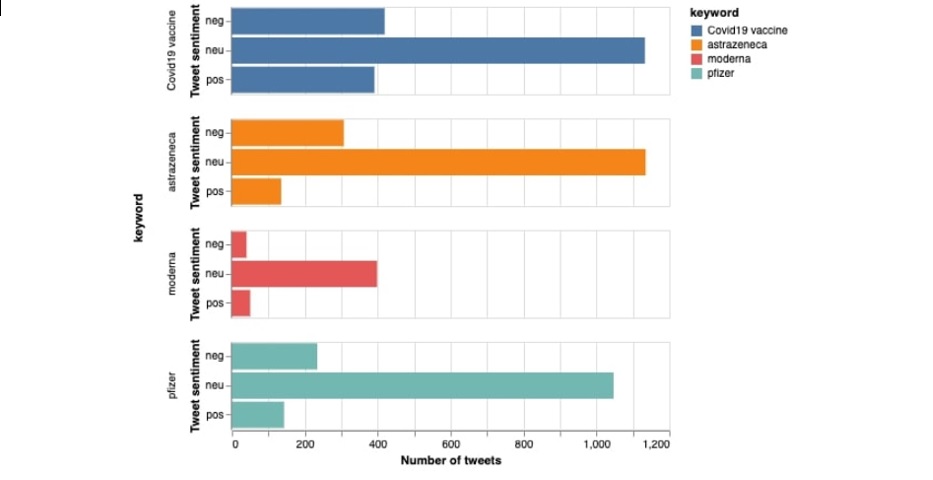 keyword
Covid19 vaccine
Tweet sentiment
neg
neu
pos
astrazeneca
Tweet sentiment
neg
neu
pos
moderna
Tweet sentiment
neg
neu
pos
pfizer
Tweet sentiment
neg
neu
pos
0 200 400 600 800 1,000 1,200
Number of tweets
keyword
Covid19 vaccine
astrazeneca
moderna
pfizer